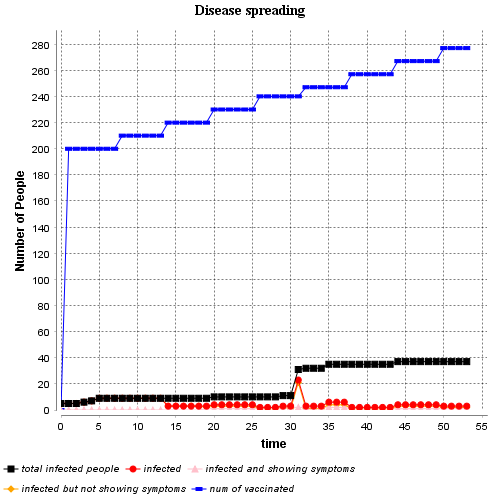 Disease spreading
280
260
240
220
200
180
160
140
120
100
80
60
40
20
0
Number of People
0 5 10 15 20 25 30 35 40 45 50 55
time
total infected people infected infected and showing symptoms
infected but not showing symptoms num of vaccinated